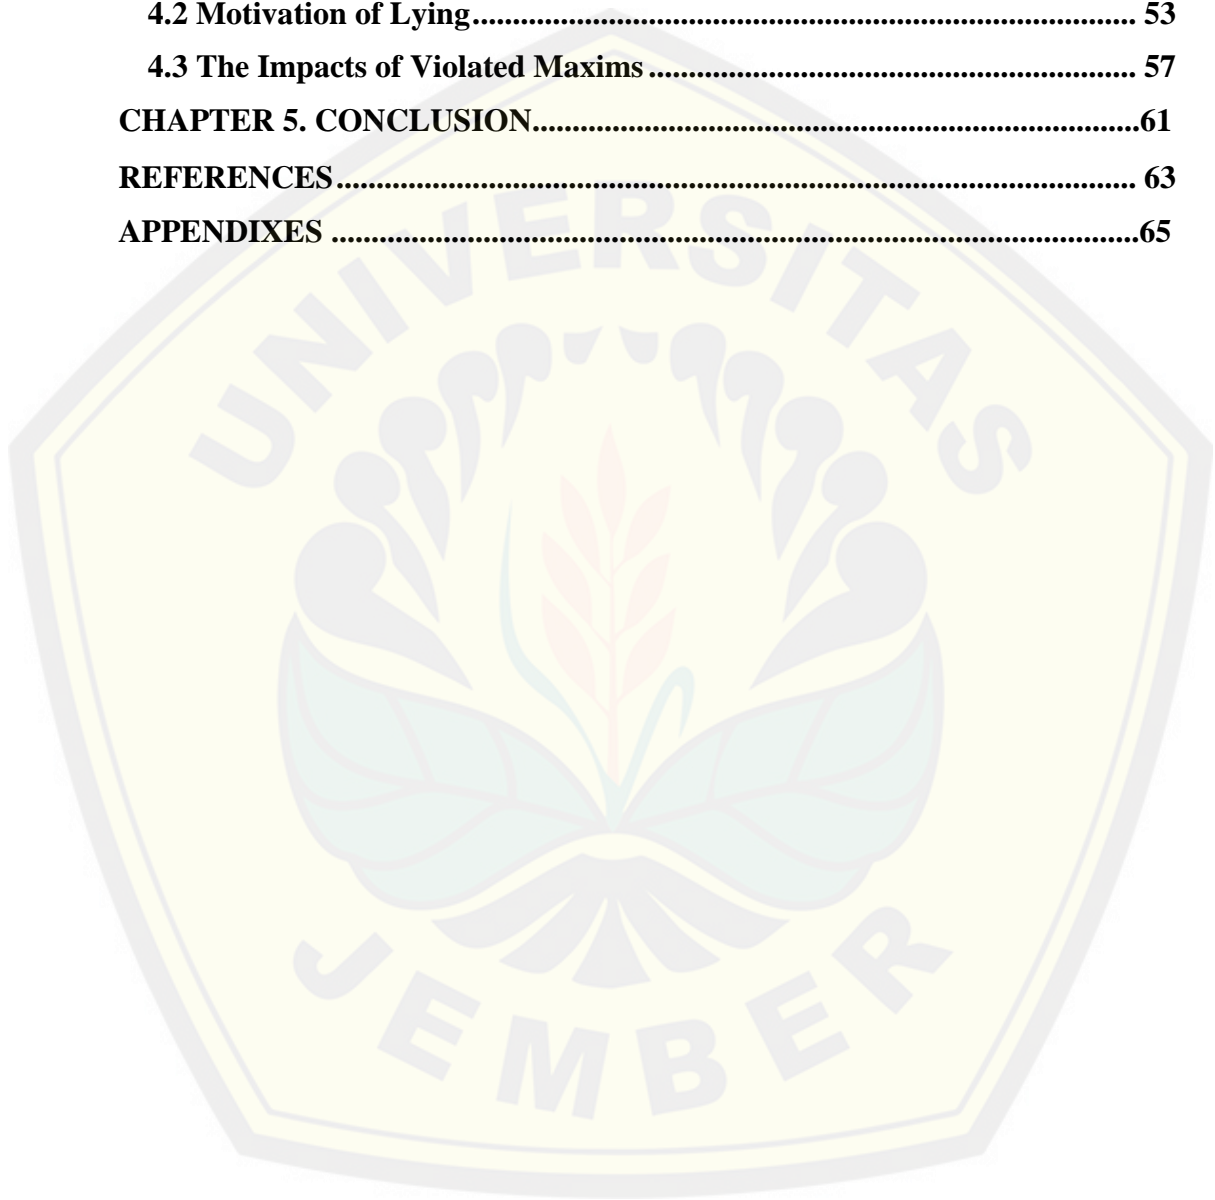 4.2 Motivation of Lying................................................................................... 53
4.3 The Impacts of Violated Maxims ............................................................. 57
CHAPTER 5. CONCLUSION............................................................................61
REFERENCES.................................................................................................... 63
APPENDIXES .....................................................................................................65
UNIVERSITAS
JEMBER